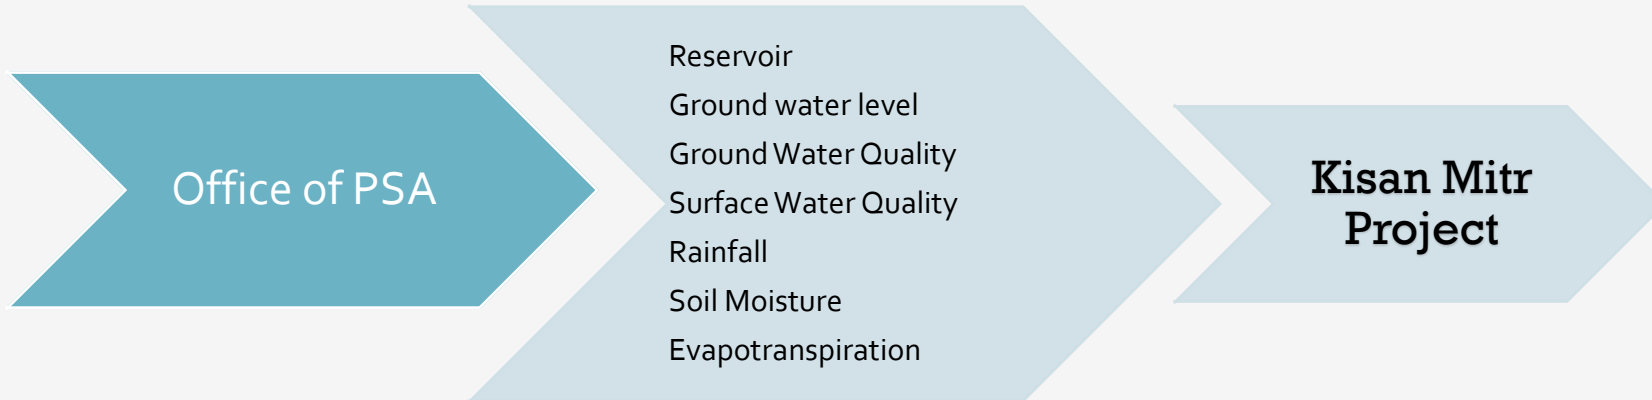 Office of PSA
Reservoir
Ground water level
Ground Water Quality
Surface Water Quality
Rainfall
Soil Moisture
Evapotranspiration
Kisan Mitr
Project